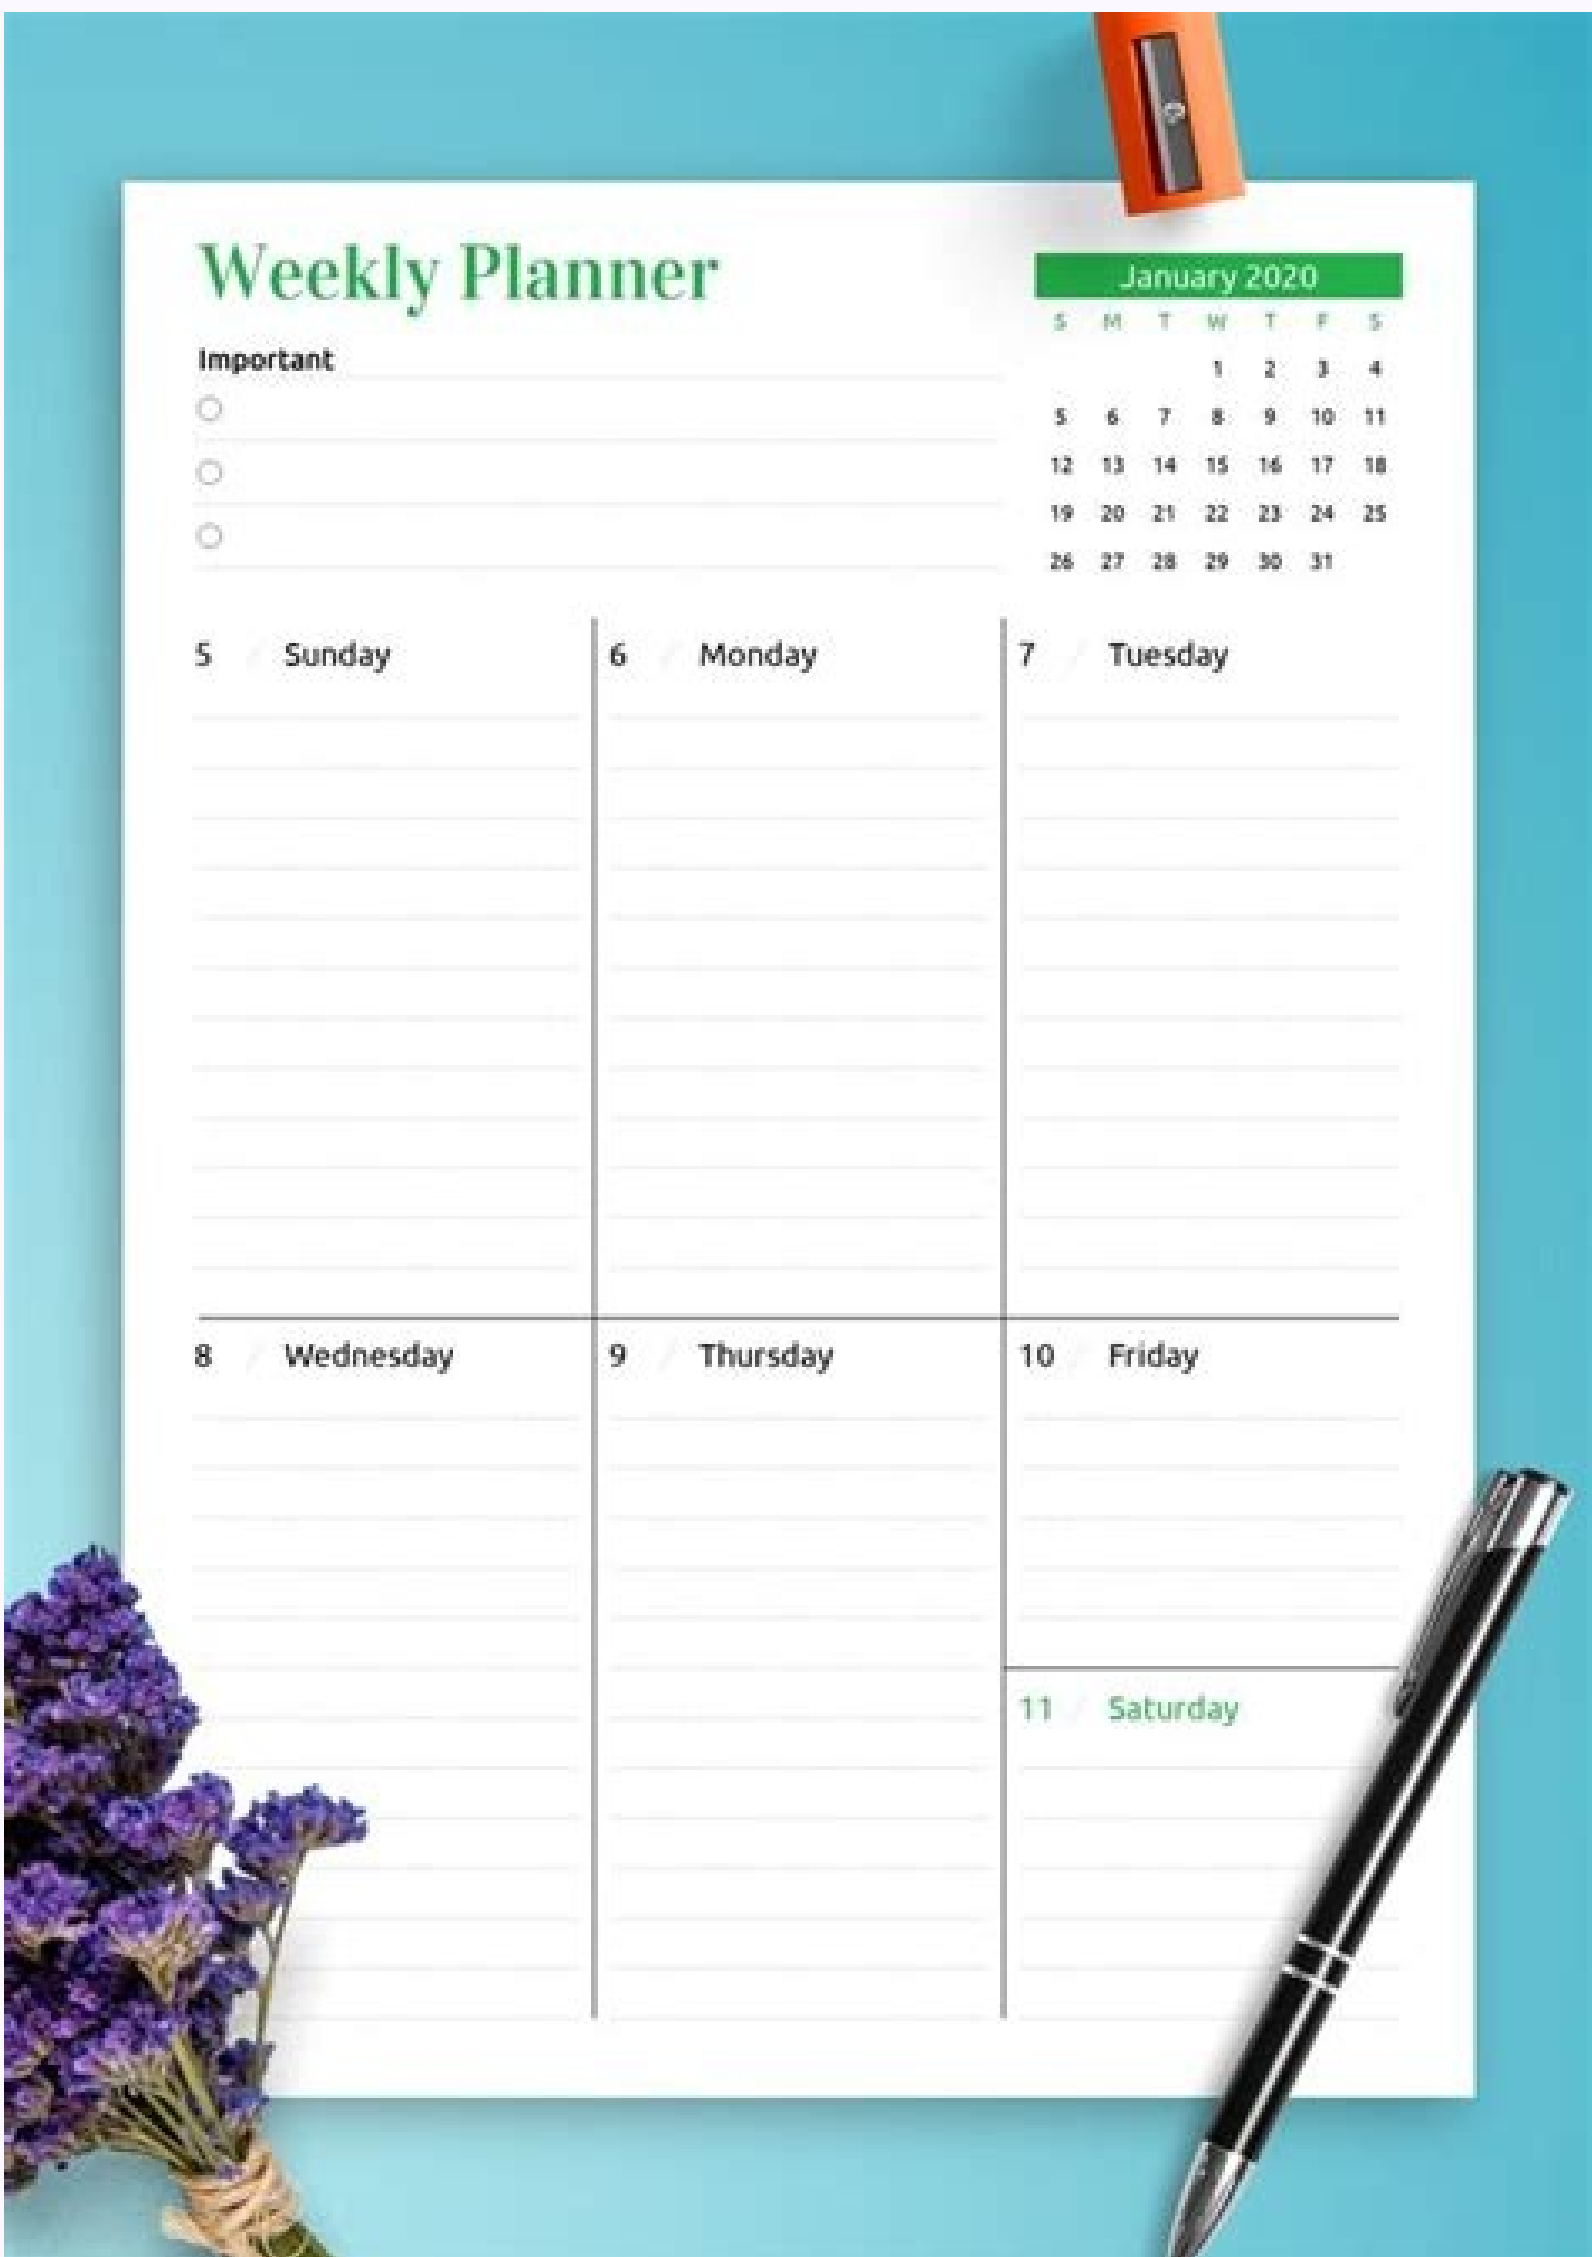 Weekly Planner
January 2020
S M T W T F S
Important
1 2 3 4
5 6 7 8 9 10 11
12 13 14 15 16 17 18
19 20 21 22 23 24 25
26 27 28 29 30 31
5 / Sunday
6 / Monday
7 / Tuesday
8 / Wednesday
9 / Thursday
10 / Friday
11 / Saturday